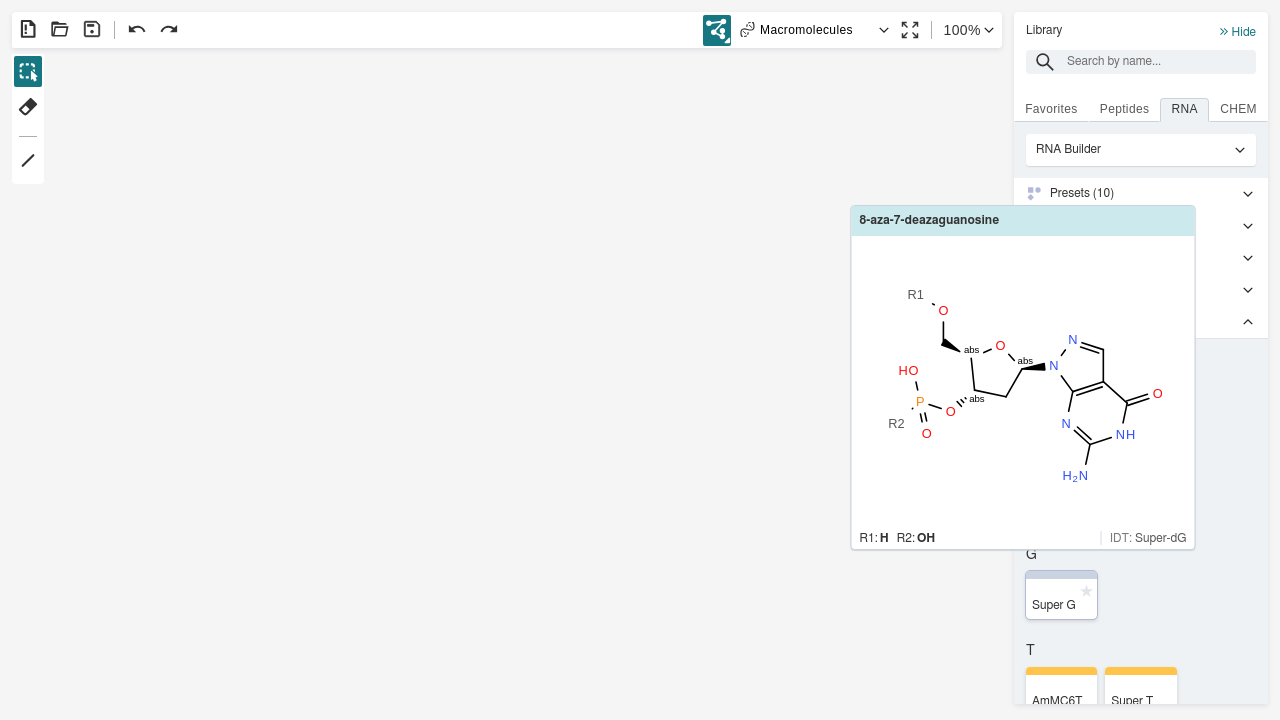 Macromolecules
100%
Library
Hide
Search by name...
Favorites
Peptides
RNA
CHEM
RNA Builder
Presets (10)
8-aza-7-deazaguanosine
R1
O
abs
O
abs
N
N
HO
P
O
abs
O
R2
O
N
NH
H2N
R1: H R2: OH
IDT: Super-dG
G
Super G
T
AmMC6T
Super T